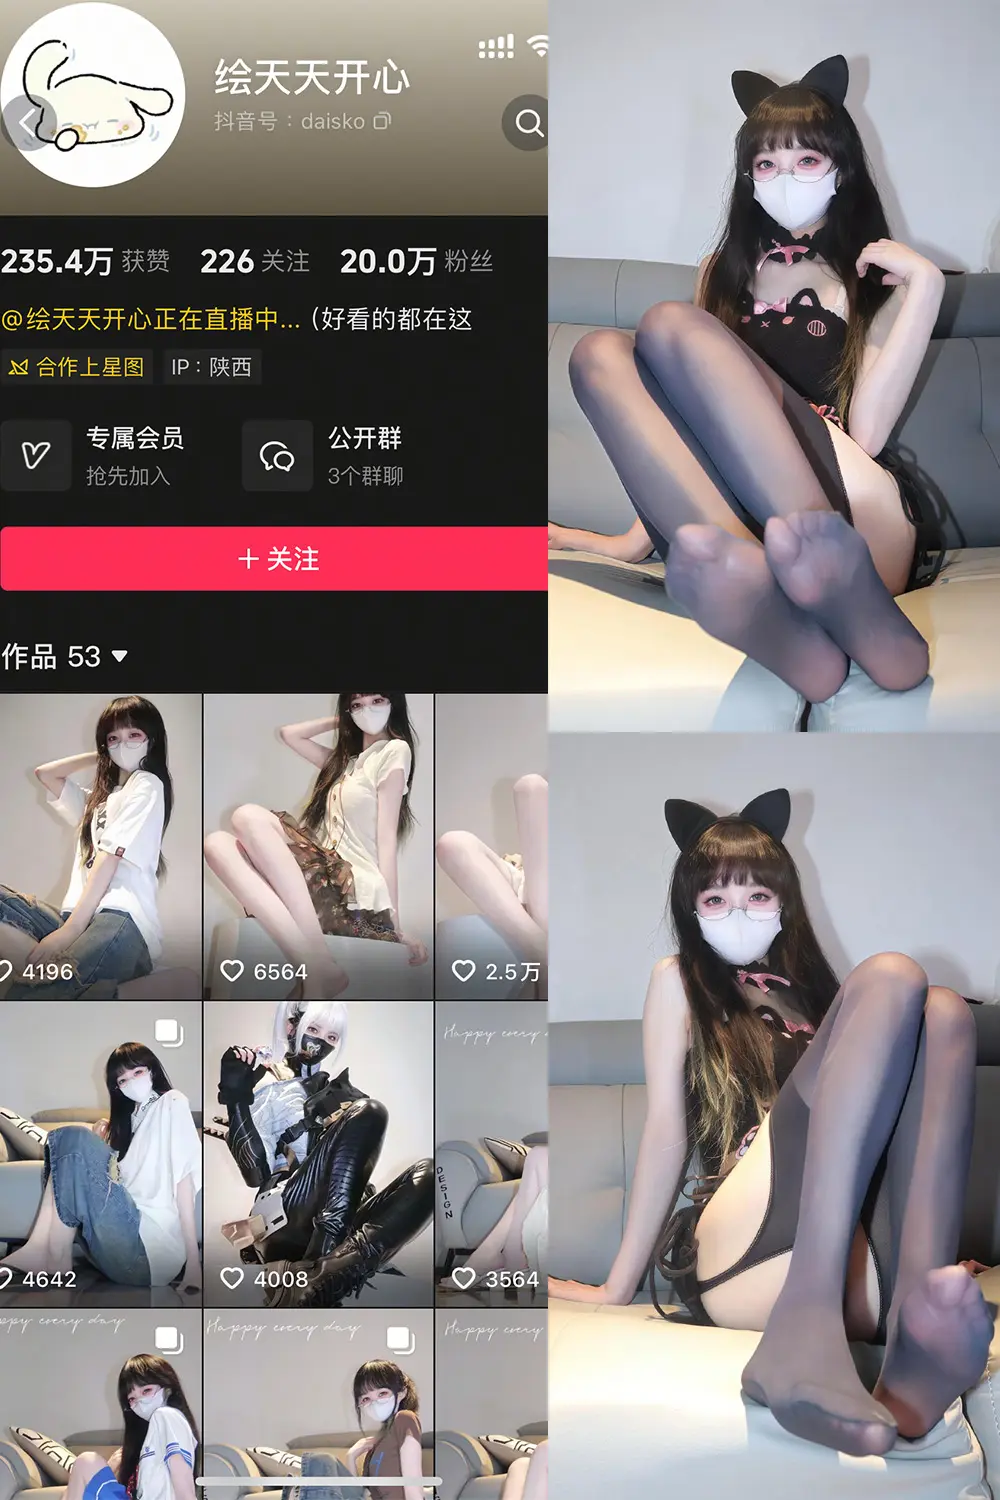 绘天天开心
抖音号：daisko
235.4万 获赞 226 关注 20.0万 粉丝
@绘天天开心正在直播中... (好看的都在这
合作上星图 IP：陕西
专属会员 公开群
抢先加入 3个群聊
+ 关注
作品 53
4196 6564 2.5万
Happy every
DESIGN
4642 4008 3564
ppy every day Happy every day Happy every